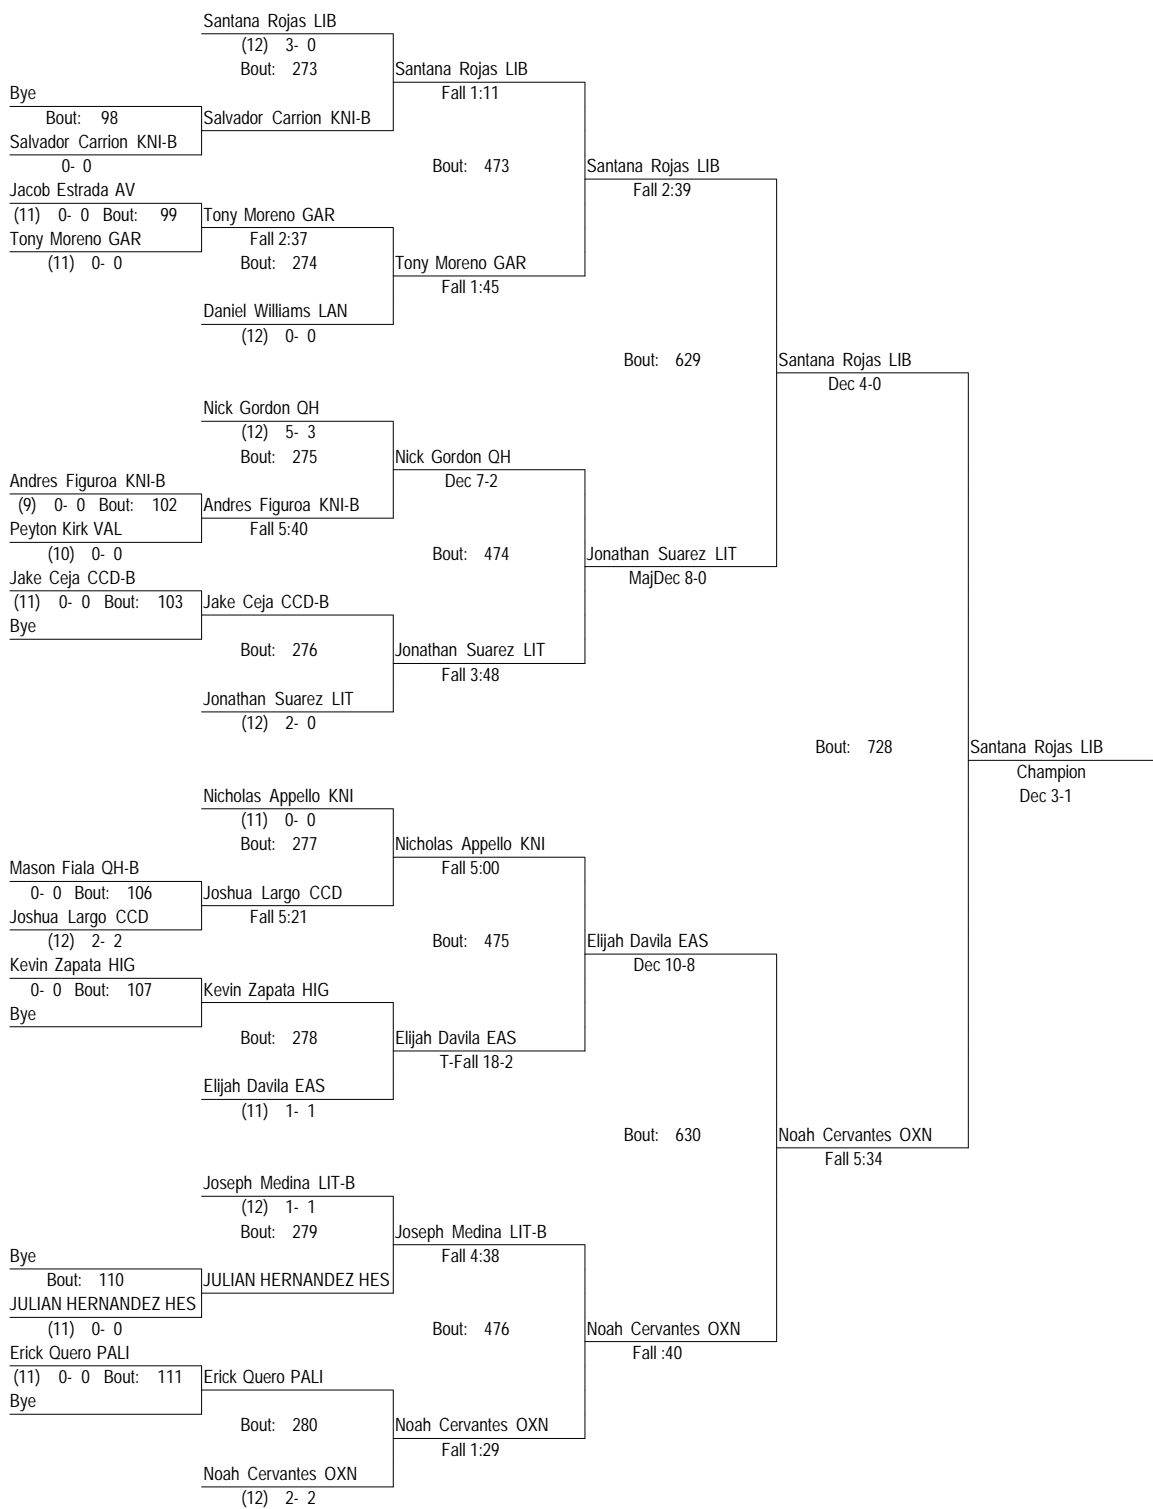 Santana Rojas LIB
(12) 3- 0
Bout: 273
Santana Rojas LIB
Fall 1:11
Bye
Bout: 98
Salvador Carrion KNI-B
Salvador Carrion KNI-B
0- 0
Bout: 473
Santana Rojas LIB
Fall 2:39
Jacob Estrada AV
(11) 0- 0 Bout: 99
Tony Moreno GAR
Tony Moreno GAR
Fall 2:37
(11) 0- 0
Bout: 274
Tony Moreno GAR
Fall 1:45
Daniel Williams LAN
(12) 0- 0
Bout: 629
Santana Rojas LIB
Dec 4-0
Nick Gordon QH
(12) 5- 3
Bout: 275
Nick Gordon QH
Dec 7-2
Andres Figuroa KNI-B
(9) 0- 0 Bout: 102
Andres Figuroa KNI-B
Peyton Kirk VAL
Fall 5:40
(10) 0- 0
Bout: 474
Jonathan Suarez LIT
MajDec 8-0
Jake Ceja CCD-B
(11) 0- 0 Bout: 103
Jake Ceja CCD-B
Bye
Bout: 276
Jonathan Suarez LIT
Fall 3:48
Jonathan Suarez LIT
(12) 2- 0
Bout: 728
Santana Rojas LIB
Champion
Dec 3-1
Nicholas Appello KNI
(11) 0- 0
Bout: 277
Nicholas Appello KNI
Fall 5:00
Mason Fiala QH-B
0- 0 Bout: 106
Joshua Largo CCD
Joshua Largo CCD
Fall 5:21
(12) 2- 2
Bout: 475
Elijah Davila EAS
Dec 10-8
Kevin Zapata HIG
0- 0 Bout: 107
Kevin Zapata HIG
Bye
Bout: 278
Elijah Davila EAS
T-Fall 18-2
Elijah Davila EAS
(11) 1- 1
Bout: 630
Noah Cervantes OXN
Fall 5:34
Joseph Medina LIT-B
(12) 1- 1
Bout: 279
Joseph Medina LIT-B
Fall 4:38
Bye
Bout: 110
JULIAN HERNANDEZ HES
JULIAN HERNANDEZ HES
(11) 0- 0
Bout: 476
Noah Cervantes OXN
Fall :40
Erick Quero PALI
(11) 0- 0 Bout: 111
Erick Quero PALI
Bye
Bout: 280
Noah Cervantes OXN
Fall 1:29
Noah Cervantes OXN
(12) 2- 2